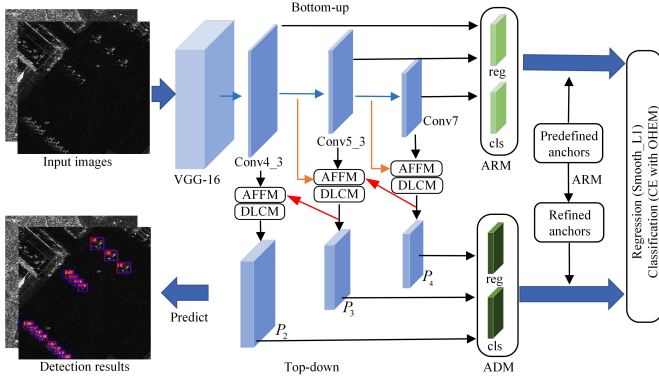 Bottom-up
reg
Conv7
cls
Conv5_3
Conv4_3
Input images
VGG-16
ARM
Predefined
anchors
ARM
Refined
anchors
AFFM
DLCM
AFFM
DLCM
AFFM
DLCM
Regression (Smooth_L1)
Classification (CE with OHEM)
P4
P3
P2
reg
cls
Predict
Detection results
Top-down
ADM